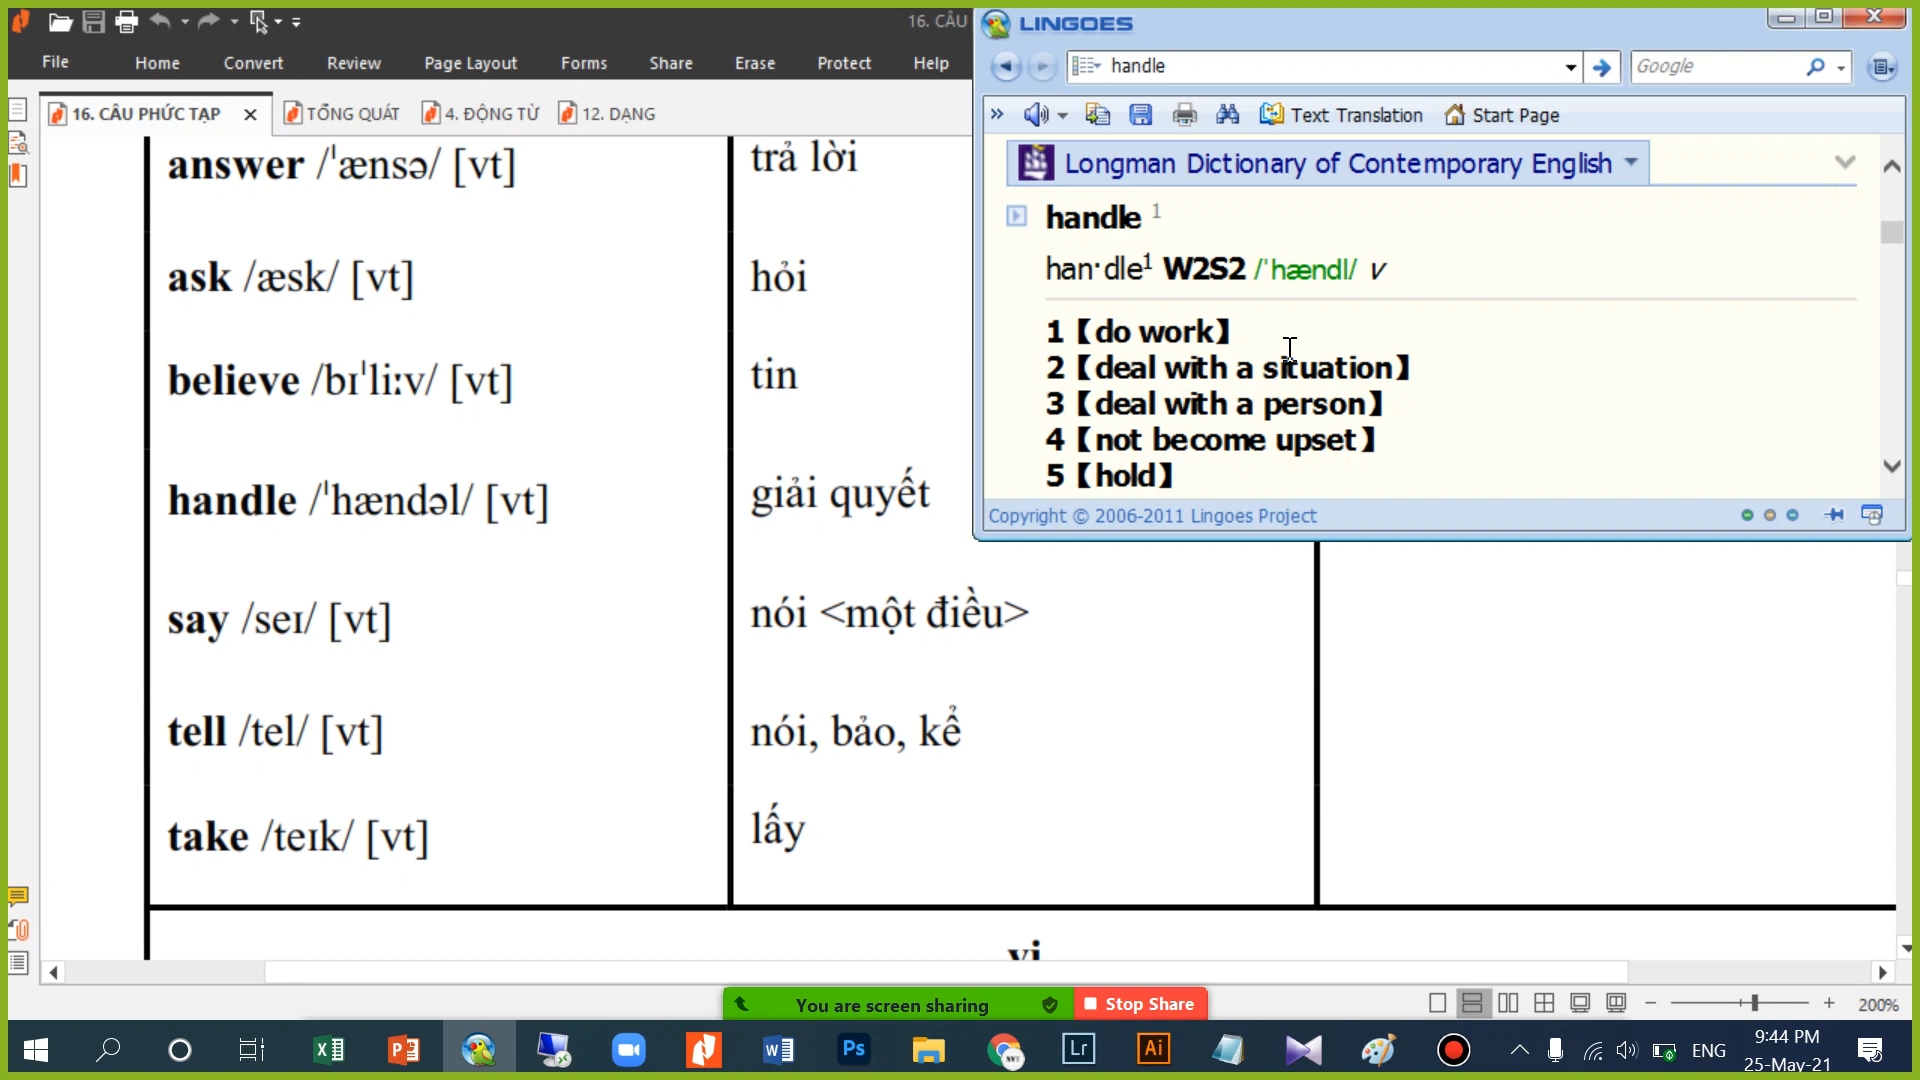 16. CÂU
LINGOES
File Home Convert Review Page Layout Forms Share Erase Protect Help
handle
Google
16. CÂU PHỨC TẠP
TỔNG QUÁT
4. ĐỘNG TỪ
12. DẠNG
Text Translation
Start Page
answer /ˈænsə/ [vt]
trả lời
ask /æsk/ [vt]
hỏi
believe /bɪˈliːv/ [vt]
tin
handle /ˈhændəl/ [vt]
giải quyết
say /seɪ/ [vt]
nói <một điều>
tell /tel/ [vt]
nói, bảo, kể
take /teɪk/ [vt]
lấy
vi
Longman Dictionary of Contemporary English
handle 1
han·dle1 W2S2 /ˈhændl/ v
1【do work】
2【deal with a situation】
3【deal with a person】
4【not become upset】
5【hold】
Copyright © 2006-2011 Lingoes Project
You are screen sharing
Stop Share
200%
Ps
Lr
Ai
ENG
9:44 PM
25-May-21